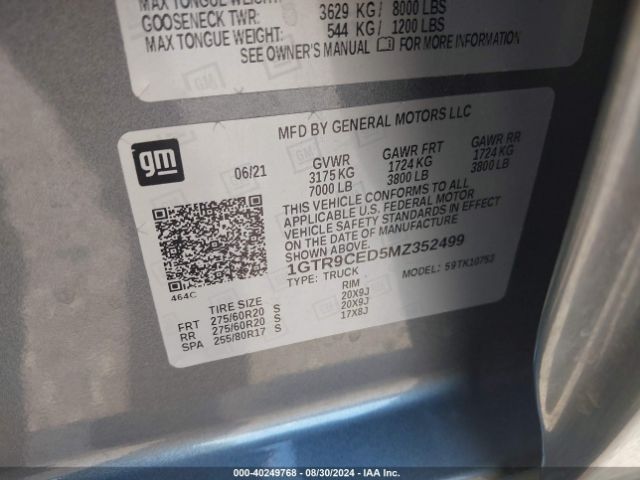 MAX TONGUE WEIGHT:
GOOSENECK TWR: 3629 KG/ 8000 LBS
MAX TONGUE WEIGHT: 544 KG/ 1200 LBS
SEE OWNER'S MANUAL FOR MORE INFORMATION
gm
MFD BY GENERAL MOTORS LLC
06/21 GVWR GAWR FRT GAWR RR
3175 KG 1724 KG 1724 KG
7000 LB 3800 LB 3800 LB
THIS VEHICLE CONFORMS TO ALL
APPLICABLE U.S. FEDERAL MOTOR
VEHICLE SAFETY STANDARDS IN EFFECT
ON THE DATE OF MANUFACTURE
SHOWN ABOVE.
1GTR9CED5MZ352499
TYPE: TRUCK MODEL: 59TK10753
464C
TIRE SIZE RIM
FRT 275/60R20 S 20X9J
RR 275/60R20 S 20X9J
SPA 255/80R17 S 17X8J
000-40249768 - 08/30/2024 - IAA Inc.